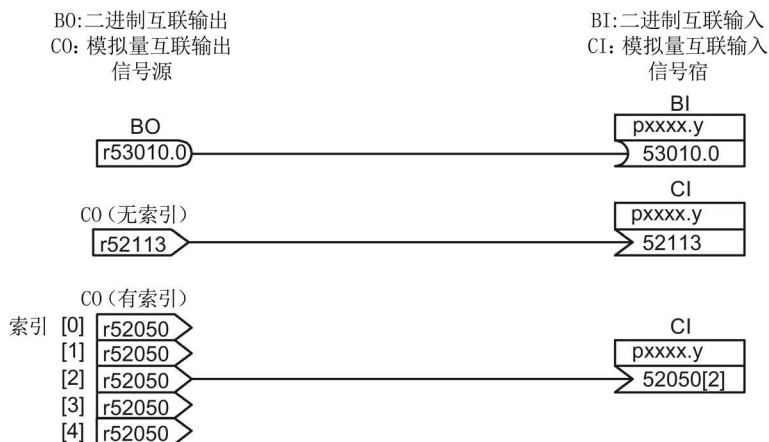 BO:二进制互联输出
CO: 模拟量互联输出
信号源
BI:二进制互联输入
CI: 模拟量互联输入
信号宿
BO
r53010.0
BI
pxxxx.y
53010.0
CO(无索引)
r52113
CI
pxxxx.y
52113
CO(有索引)
索引 [0] r52050
[1] r52050
[2] r52050
[3] r52050
[4] r52050
CI
pxxxx.y
52050[2]